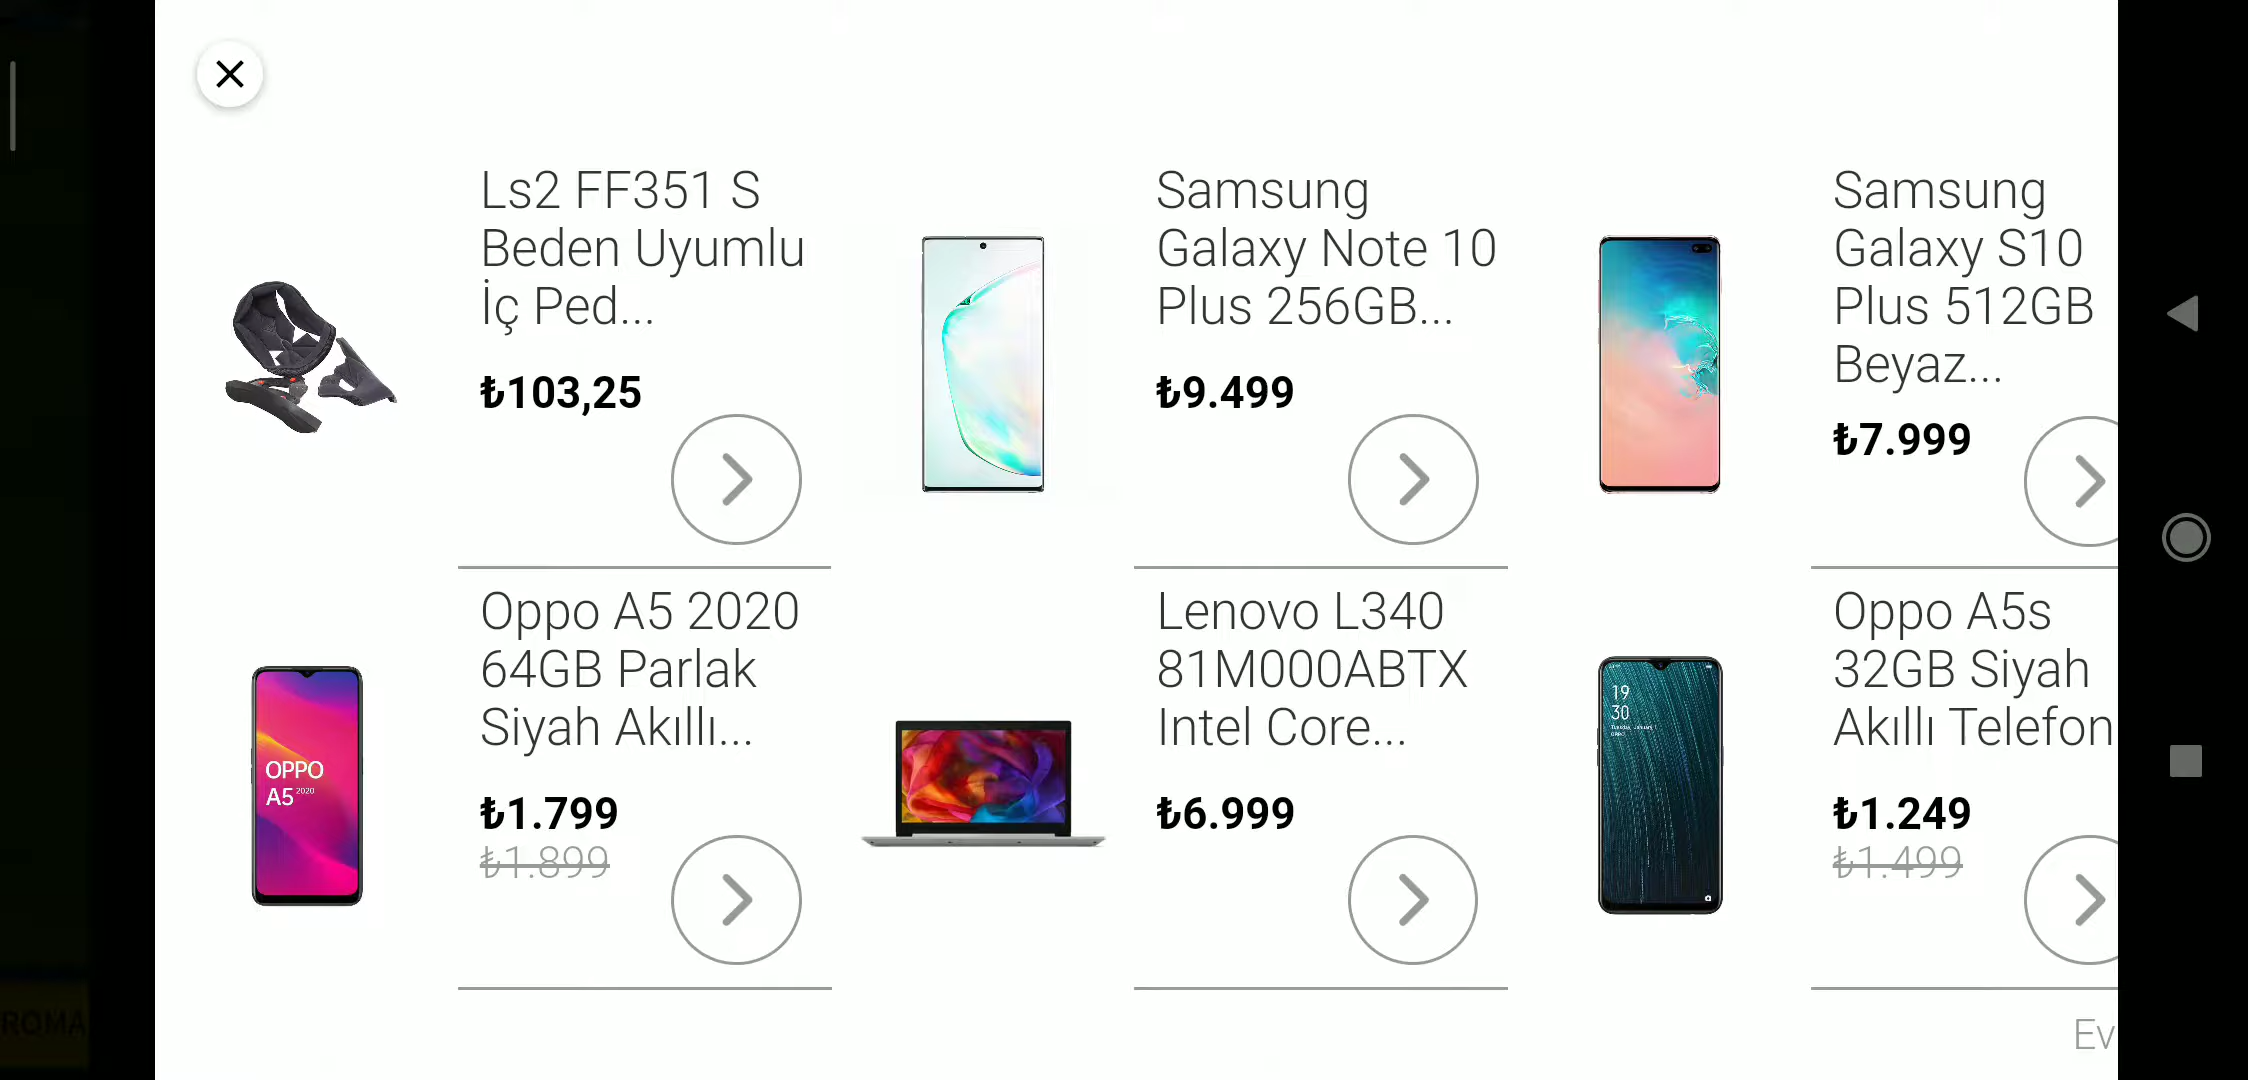 Ls2 FF351 S
Beden Uyumlu
İç Ped...
₺103,25
Samsung
Galaxy Note 10
Plus 256GB...
₺9.499
Samsung
Galaxy S10
Plus 512GB
Beyaz...
₺7.999
Oppo A5 2020
64GB Parlak
Siyah Akıllı...
₺1.799
₺1.899
OPPO
A5 2020
Lenovo L340
81M000ABTX
Intel Core...
₺6.999
Oppo A5s
32GB Siyah
Akıllı Telefon
₺1.249
₺1.499
19
30
ROMA
Ev